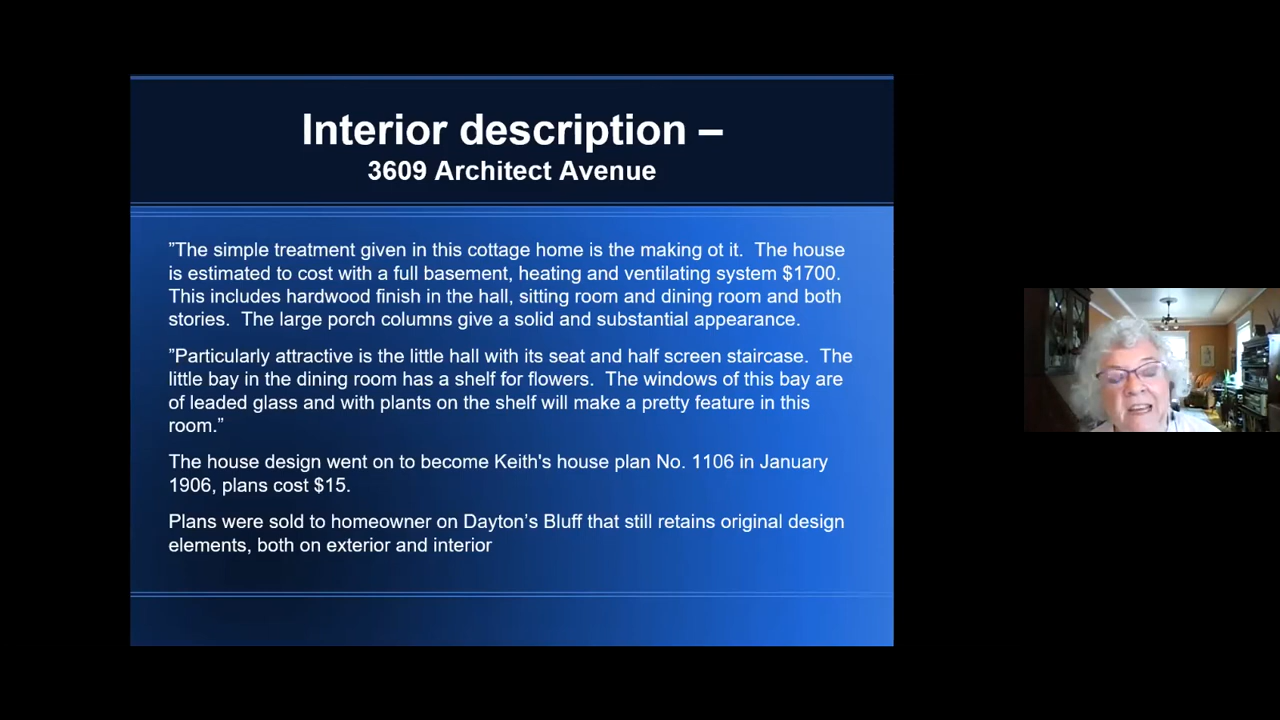 Interior description –
3609 Architect Avenue
”The simple treatment given in this cottage home is the making ot it.  The house
is estimated to cost with a full basement, heating and ventilating system $1700.
This includes hardwood finish in the hall, sitting room and dining room and both
stories.  The large porch columns give a solid and substantial appearance.
”Particularly attractive is the little hall with its seat and half screen staircase.  The
little bay in the dining room has a shelf for flowers.  The windows of this bay are
of leaded glass and with plants on the shelf will make a pretty feature in this
room.”
The house design went on to become Keith's house plan No. 1106 in January
1906, plans cost $15.
Plans were sold to homeowner on Dayton’s Bluff that still retains original design
elements, both on exterior and interior